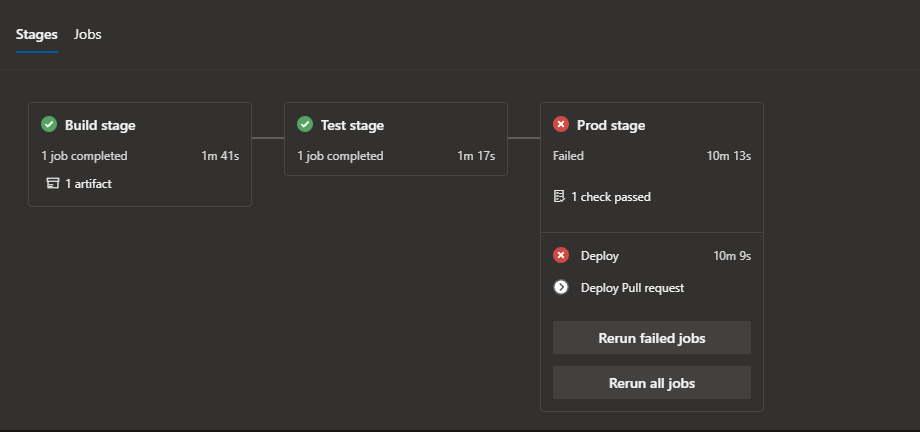 Stages Jobs
Build stage
1 job completed 1m 41s
1 artifact
Test stage
1 job completed 1m 17s
Prod stage
Failed 10m 13s
1 check passed
Deploy 10m 9s
Deploy Pull request
Rerun failed jobs
Rerun all jobs